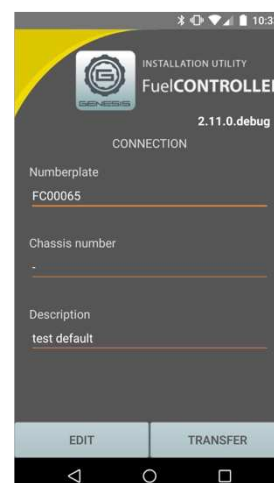 10:3
INSTALLATION UTILITY
FuelCONTROLLER
GENESIS
2.11.0.debug
CONNECTION
Numberplate
FC00065
Chassis number
-
Description
test default
EDIT
TRANSFER